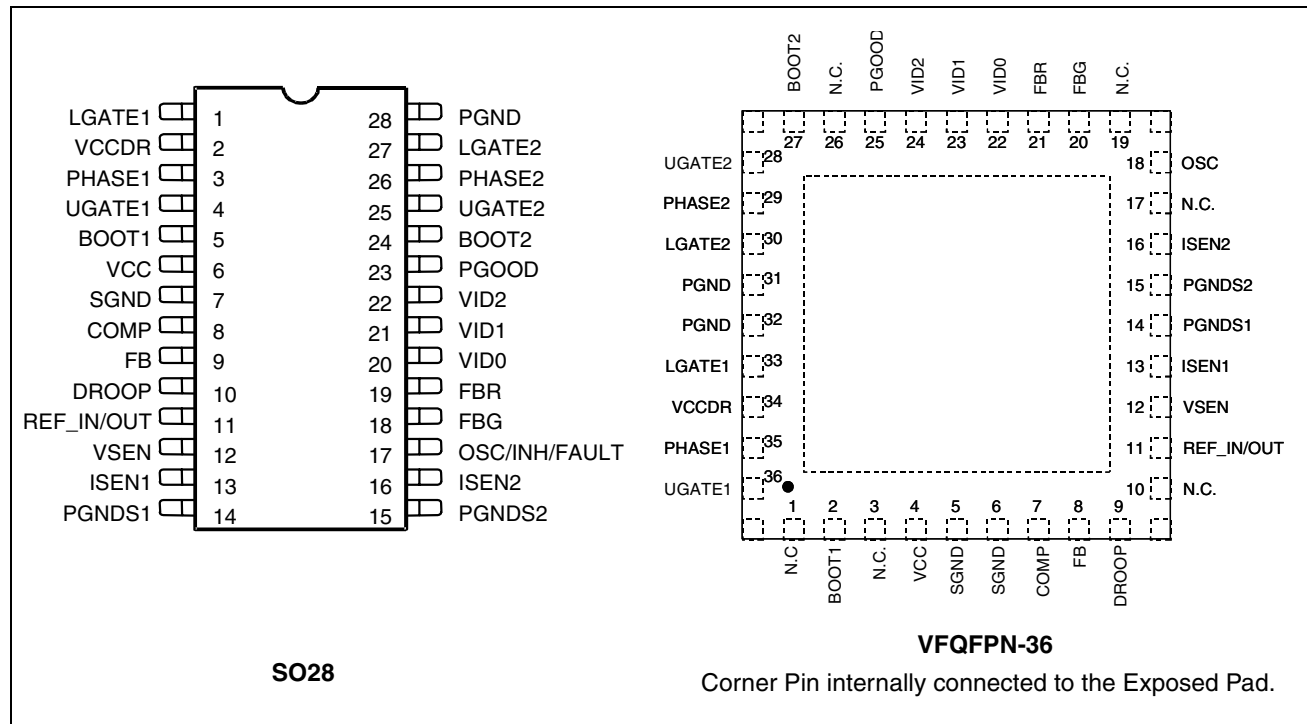 LGATE1 1 28 PGND
VCCDR 2 27 LGATE2
PHASE1 3 26 PHASE2
UGATE1 4 25 UGATE2
BOOT1 5 24 BOOT2
VCC 6 23 PGOOD
SGND 7 22 VID2
COMP 8 21 VID1
FB 9 20 VID0
DROOP 10 19 FBR
REF_IN/OUT 11 18 FBG
VSEN 12 17 OSC/INH/FAULT
ISEN1 13 16 ISEN2
PGNDS1 14 15 PGNDS2
SO28
BOOT2 N.C. PGOOD VID2 VID1 VID0 FBR FBG N.C.
27 26 25 24 23 22 21 20 19
UGATE2 28 18 OSC
PHASE2 29 17 N.C.
LGATE2 30 16 ISEN2
PGND 31 15 PGNDS2
PGND 32 14 PGNDS1
LGATE1 33 13 ISEN1
VCCDR 34 12 VSEN
PHASE1 35 11 REF_IN/OUT
UGATE1 36 10 N.C.
1 2 3 4 5 6 7 8 9
N.C BOOT1 N.C. VCC SGND SGND COMP FB DROOP
VFQFPN-36
Corner Pin internally connected to the Exposed Pad.